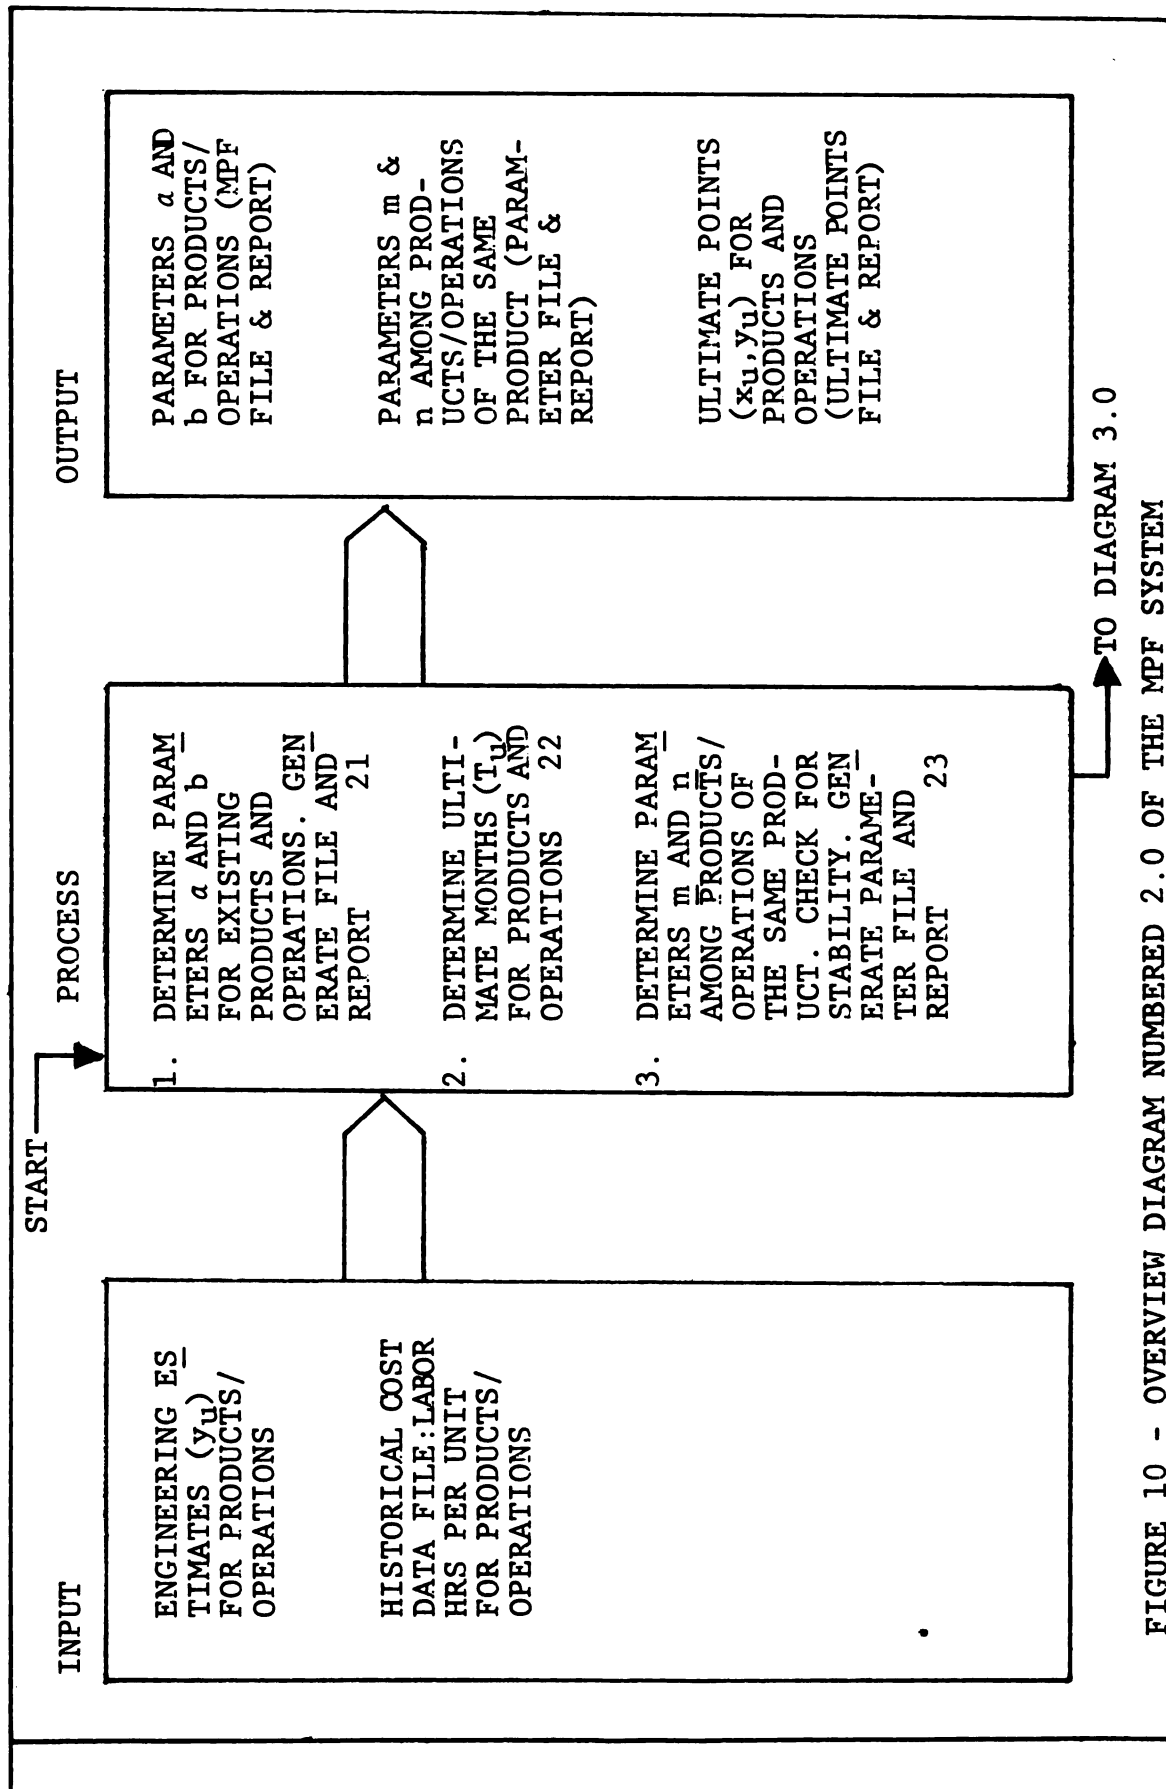 START
INPUT
PROCESS
OUTPUT
ENGINEERING ES
TIMATES (yu)
FOR PRODUCTS/
OPERATIONS
HISTORICAL COST
DATA FILE:LABOR
HRS PER UNIT
FOR PRODUCTS/
OPERATIONS
1. DETERMINE PARAM
ETERS a AND b
FOR EXISTING
PRODUCTS AND
OPERATIONS. GEN
ERATE FILE AND
REPORT 21
2. DETERMINE ULTI-
MATE MONTHS (Tu)
FOR PRODUCTS AND
OPERATIONS 22
3. DETERMINE PARAM
ETERS m AND n
AMONG PRODUCTS/
OPERATIONS OF
THE SAME PROD-
UCT. CHECK FOR
STABILITY. GEN
ERATE PARAME-
TER FILE AND
REPORT 23
PARAMETERS a AND
b FOR PRODUCTS/
OPERATIONS (MPF
FILE & REPORT)
PARAMETERS m &
n AMONG PROD-
UCTS/OPERATIONS
OF THE SAME
PRODUCT (PARAM-
ETER FILE &
REPORT)
ULTIMATE POINTS
(xu,yu) FOR
PRODUCTS AND
OPERATIONS
(ULTIMATE POINTS
FILE & REPORT)
TO DIAGRAM 3.0
FIGURE 10 - OVERVIEW DIAGRAM NUMBERED 2.0 OF THE MPF SYSTEM